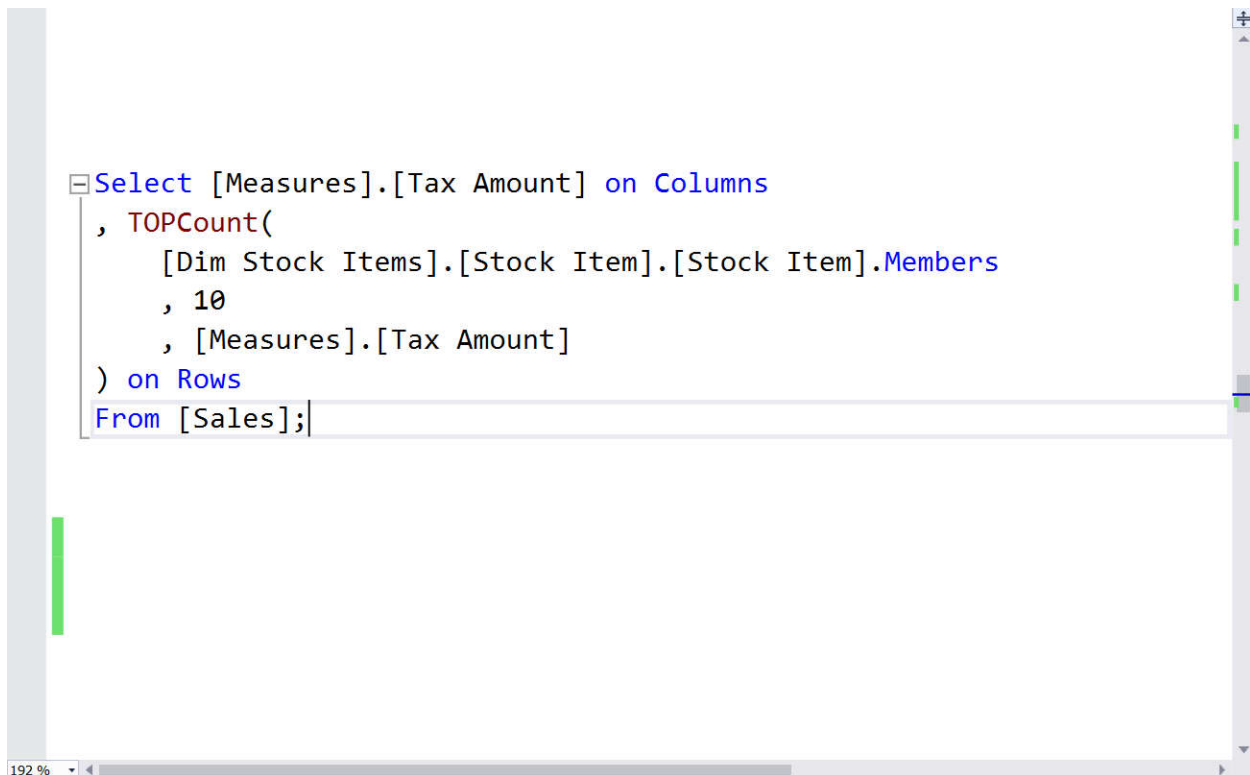 Select [Measures].[Tax Amount] on Columns
, TOPCount(
[Dim Stock Items].[Stock Item].[Stock Item].Members
, 10
, [Measures].[Tax Amount]
) on Rows
From [Sales];
192 %